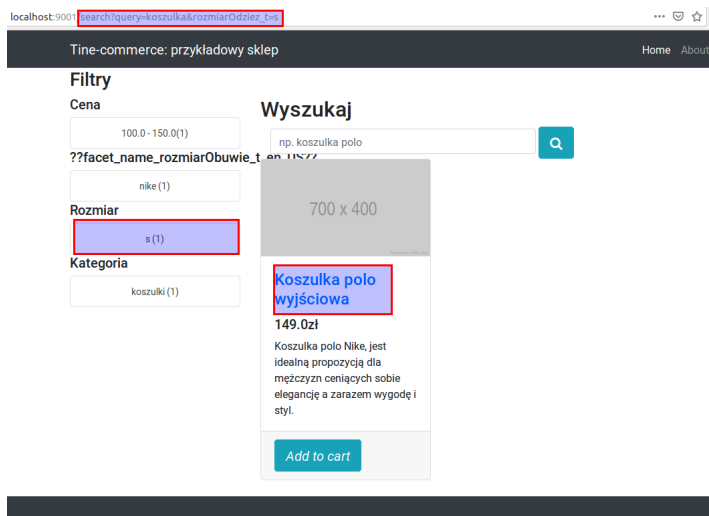 localhost:9001/search?query=koszulka&rozmiarOdziez_t=s
Tine-commerce: przykładowy sklep
Home About
Filtry
Cena
100.0 - 150.0(1)
??facet_name_rozmiarObuwie_t_en_US??
nike (1)
Rozmiar
s (1)
Kategoria
koszulki (1)
Wyszukaj
np. koszulka polo
700 x 400
Koszulka polo
wyjściowa
149.0zł
Koszulka polo Nike, jest
idealną propozycją dla
mężczyzn ceniących sobie
elegancję a zarazem wygodę i
styl.
Add to cart